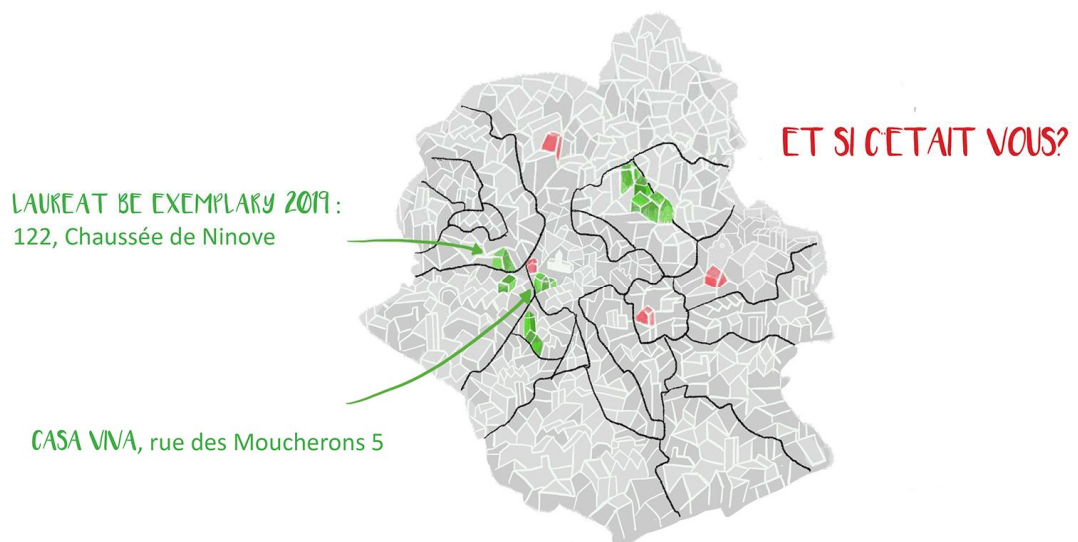 ET SI C'ETAIT VOUS?
LAUREAT BE EXEMPLARY 2019 :
122, Chaussée de Ninove
CASA VIVA, rue des Moucherons 5